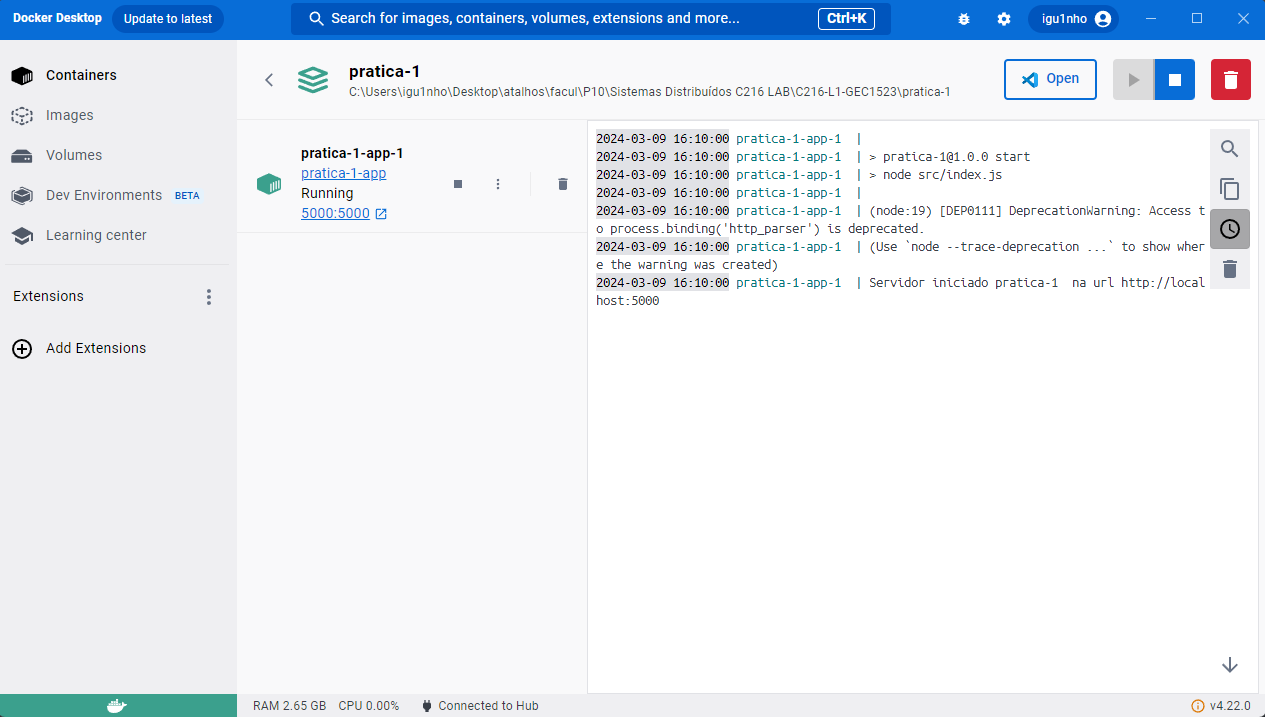 Docker Desktop Update to latest Search for images, containers, volumes, extensions and more... Ctrl+K igu1nho
Containers
Images
Volumes
Dev Environments BETA
Learning center
Extensions
Add Extensions
pratica-1
C:\Users\igu1nho\Desktop\atalhos\facul\P10\Sistemas Distribuídos C216 LAB\C216-L1-GEC1523\pratica-1
Open
pratica-1-app-1
pratica-1-app
Running
5000:5000
2024-03-09 16:10:00 pratica-1-app-1 |
2024-03-09 16:10:00 pratica-1-app-1 | > pratica-1@1.0.0 start
2024-03-09 16:10:00 pratica-1-app-1 | > node src/index.js
2024-03-09 16:10:00 pratica-1-app-1 |
2024-03-09 16:10:00 pratica-1-app-1 | (node:19) [DEP0111] DeprecationWarning: Access t
o process.binding('http_parser') is deprecated.
2024-03-09 16:10:00 pratica-1-app-1 | (Use `node --trace-deprecation ...` to show wher
e the warning was created)
2024-03-09 16:10:00 pratica-1-app-1 | Servidor iniciado pratica-1  na url http://local
host:5000
RAM 2.65 GB CPU 0.00% Connected to Hub v4.22.0